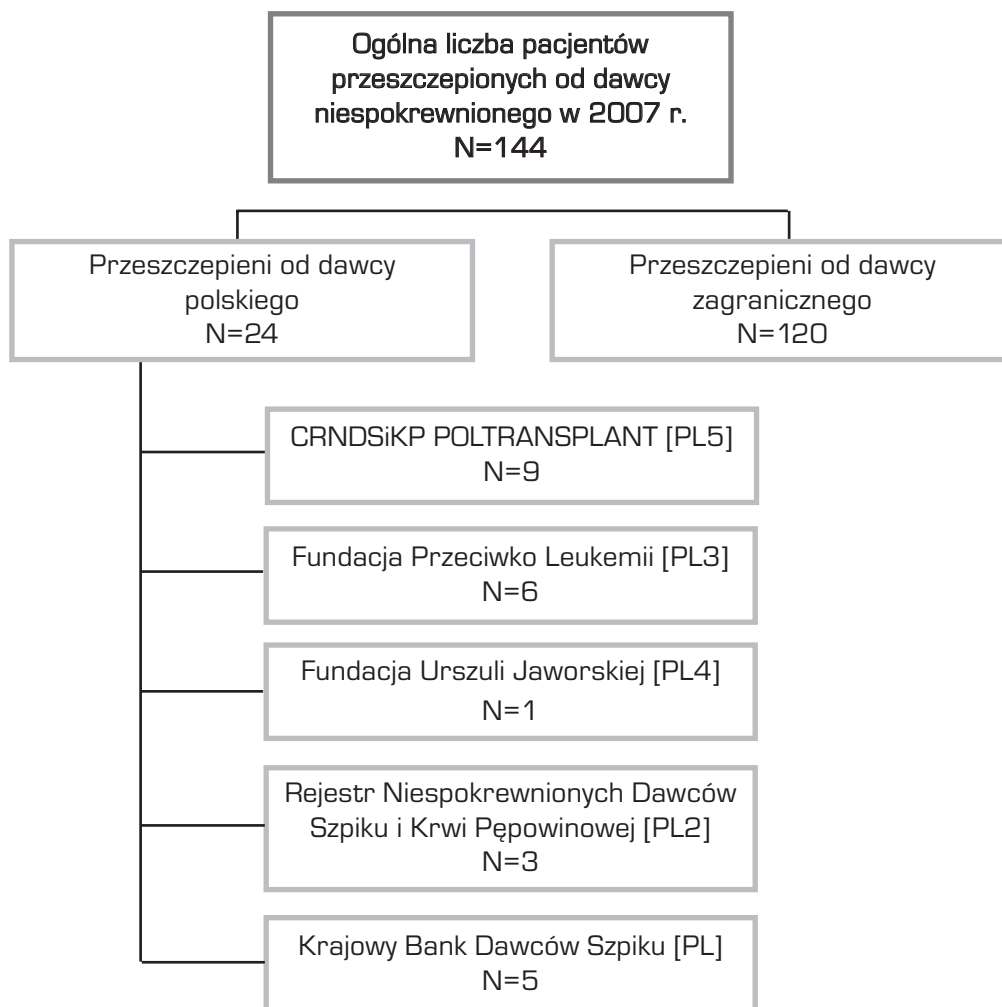 Ogólna liczba pacjentów
przeszczepionych od dawcy
niespokrewnionego w 2007 r.
N=144
Przeszczepieni od dawcy
polskiego
N=24
Przeszczepieni od dawcy
zagranicznego
N=120
CRNDSiKP POLTRANSPLANT [PL5]
N=9
Fundacja Przeciwko Leukemii [PL3]
N=6
Fundacja Urszuli Jaworskiej [PL4]
N=1
Rejestr Niespokrewnionych Dawców
Szpiku i Krwi Pępowinowej [PL2]
N=3
Krajowy Bank Dawców Szpiku [PL]
N=5